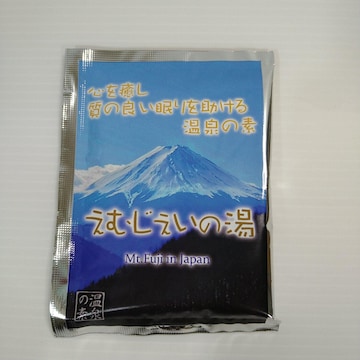 心を癒し
質の良い眠りを助ける
温泉の素
えむじえいの湯
Mt.Fuji in Japan
温泉の素